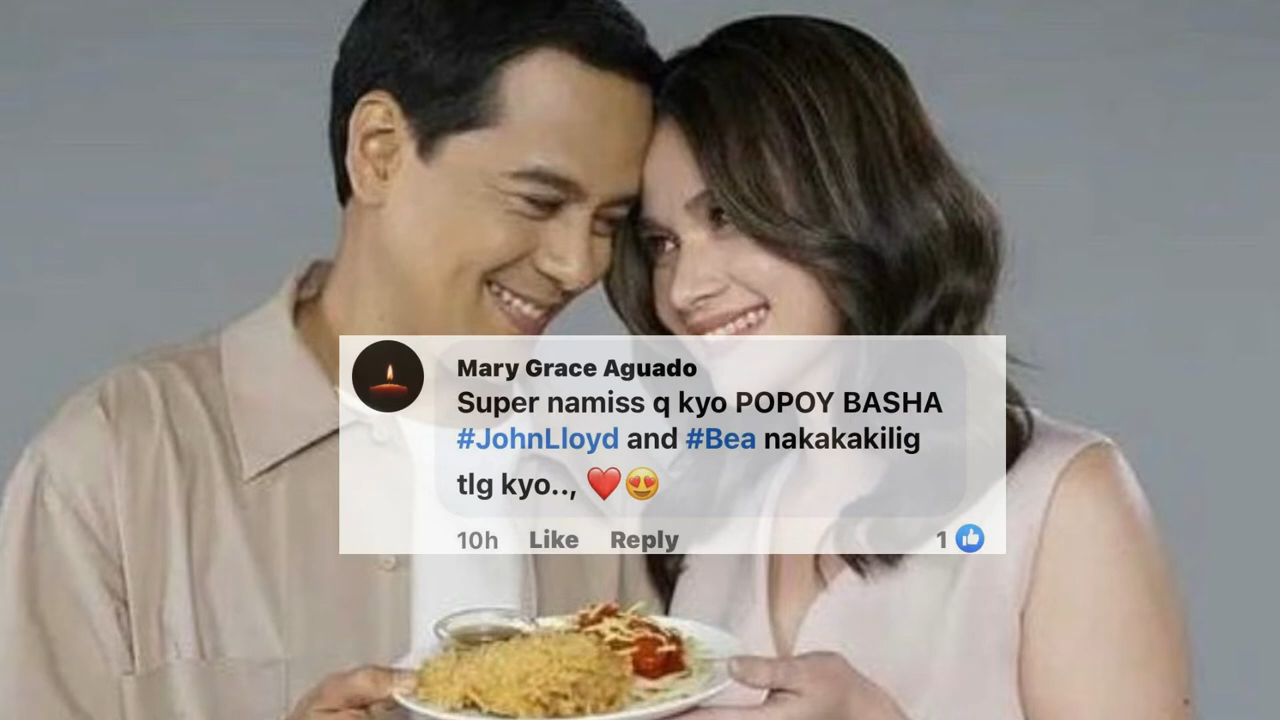 Mary Grace Aguado
Super namiss q kyo POPOY BASHA
#JohnLloyd and #Bea nakakakilig
tlg kyo.., ❤️😍
10h Like Reply 1